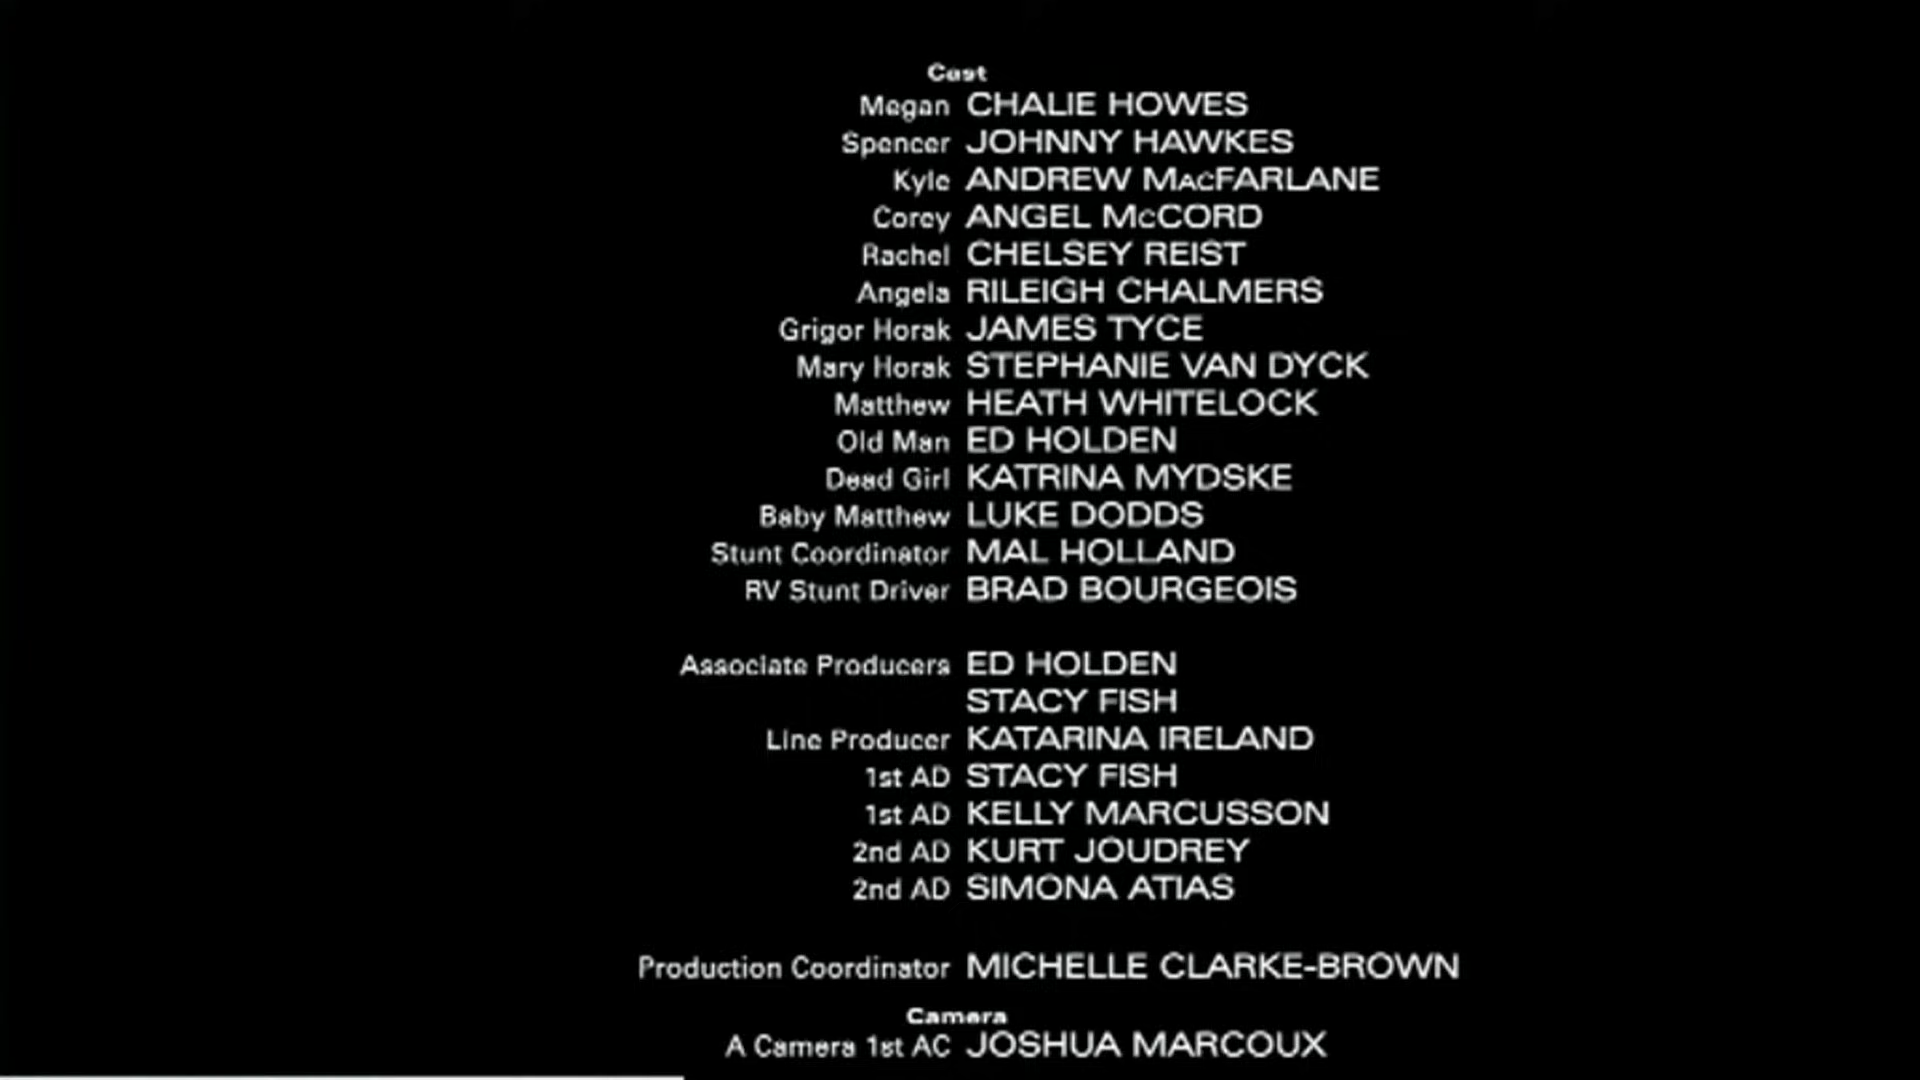 Cast
Megan CHALIE HOWES
Spencer JOHNNY HAWKES
Kyle ANDREW MACFARLANE
Corey ANGEL MCCORD
Rachel CHELSEY REIST
Angela RILEIGH CHALMERS
Grigor Horak JAMES TYCE
Mary Horak STEPHANIE VAN DYCK
Matthew HEATH WHITELOCK
Old Man ED HOLDEN
Dead Girl KATRINA MYDSKE
Baby Matthew LUKE DODDS
Stunt Coordinator MAL HOLLAND
RV Stunt Driver BRAD BOURGEOIS
Associate Producers ED HOLDEN
STACY FISH
Line Producer KATARINA IRELAND
1st AD STACY FISH
1st AD KELLY MARCUSSON
2nd AD KURT JOUDREY
2nd AD SIMONA ATIAS
Production Coordinator MICHELLE CLARKE-BROWN
Camera
A Camera 1st AC JOSHUA MARCOUX